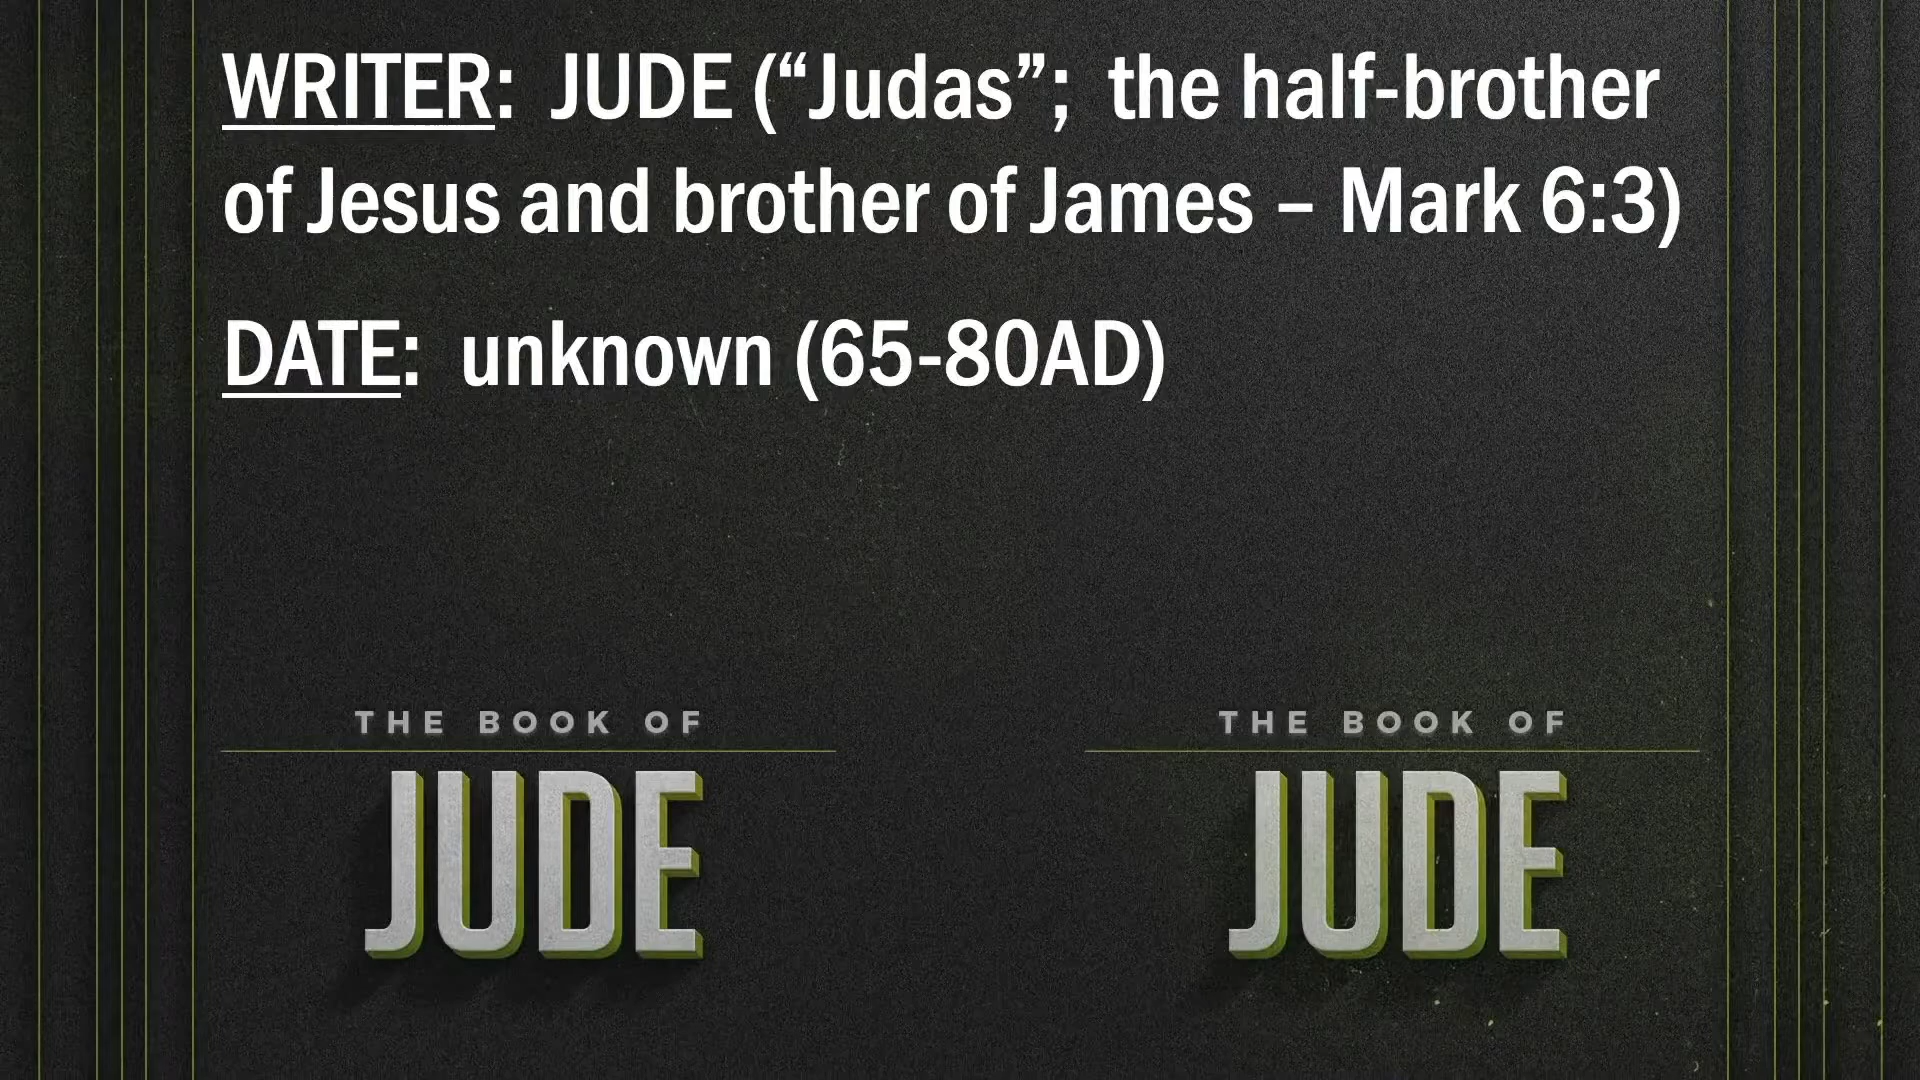 WRITER: JUDE (“Judas”; the half-brother
of Jesus and brother of James – Mark 6:3)
DATE: unknown (65-80AD)
THE BOOK OF
JUDE
THE BOOK OF
JUDE